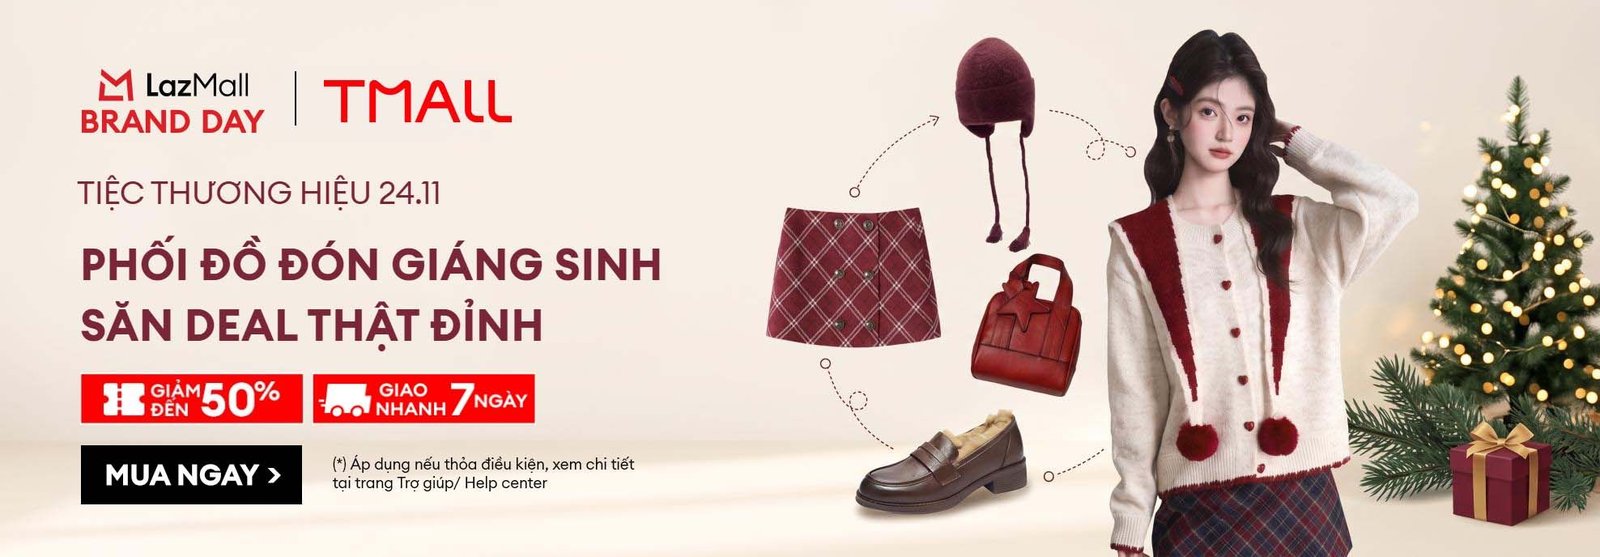 LazMall
BRAND DAY
TMALL
TIỆC THƯƠNG HIỆU 24.11
PHỐI ĐỒ ĐÓN GIÁNG SINH
SĂN DEAL THẬT ĐỈNH
GIẢM ĐẾN 50%
GIAO NHANH 7 NGÀY
MUA NGAY >
(*) Áp dụng nếu thỏa điều kiện, xem chi tiết
tại trang Trợ giúp/ Help center